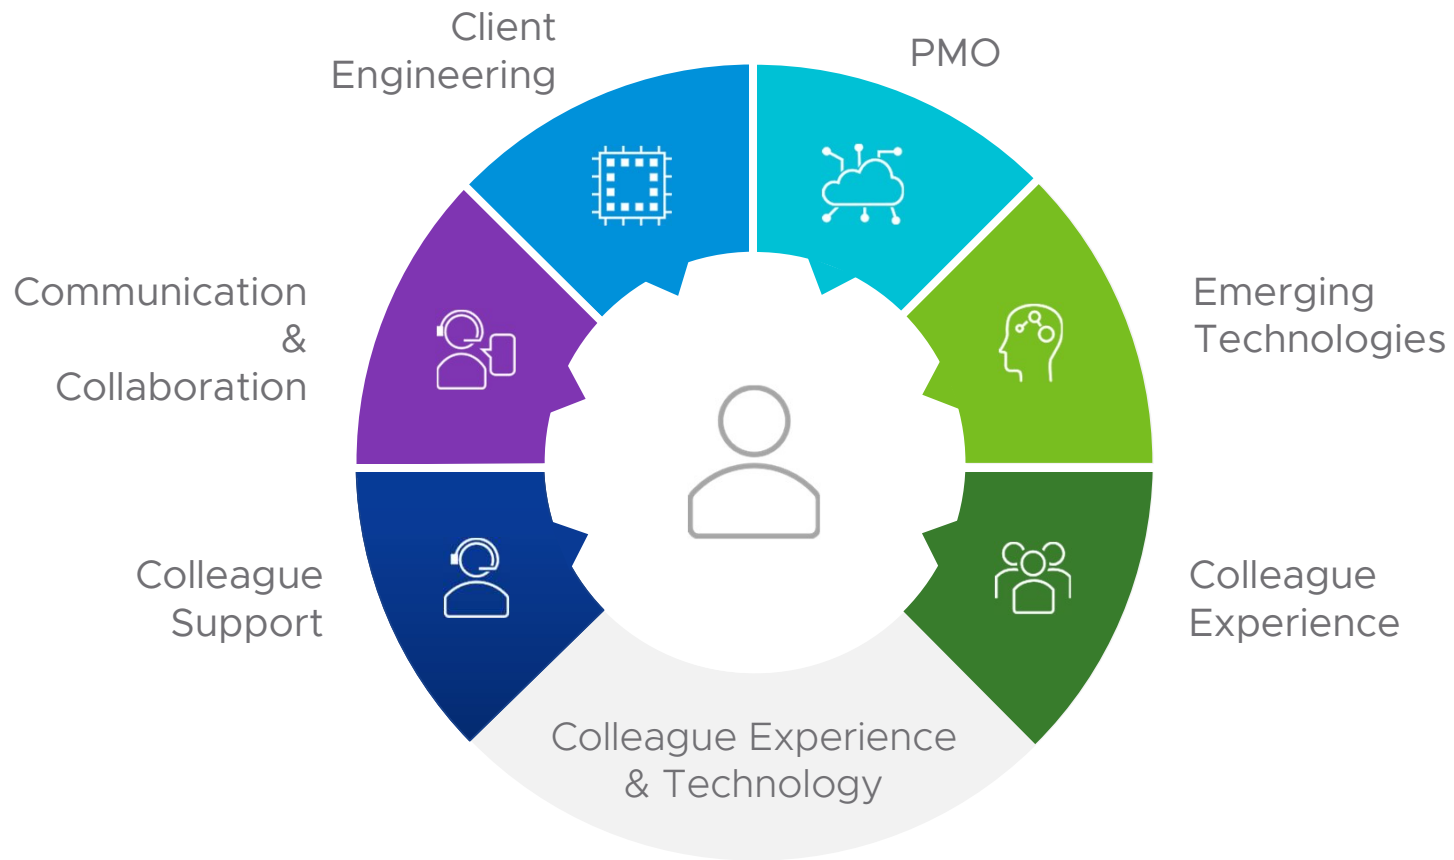 Client
Engineering
PMO
Communication
&
Collaboration
Emerging
Technologies
Colleague
Support
Colleague
Experience
Colleague Experience
& Technology